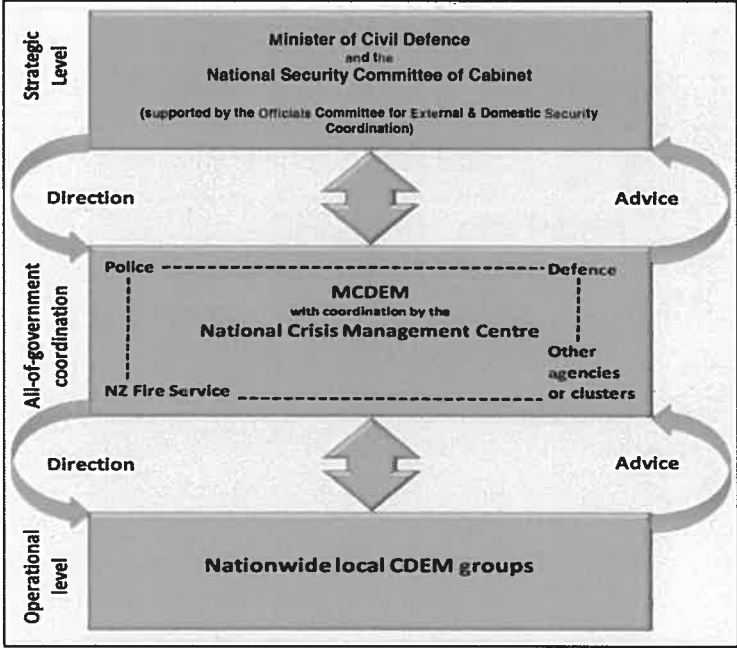 Strategic
Level
Minister of Civil Defence
and the
National Security Committee of Cabinet
(supported by the Officials Committee for External & Domestic Security
Coordination)
Direction
Advice
All-of-government
coordination
Police
Defence
MCDEM
with coordination by the
National Crisis Management Centre
Other
agencies
or clusters
NZ Fire Service
Direction
Advice
Operational
level
Nationwide local CDEM groups